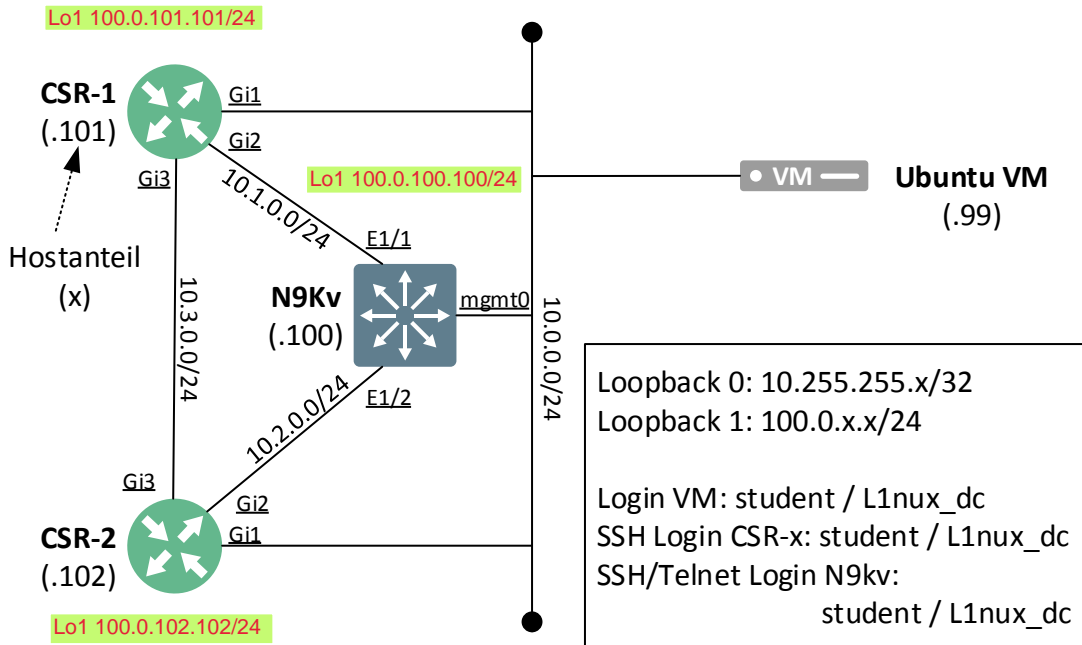 Lo1 100.0.101.101/24
CSR-1
(.101)
Gi1
Gi2
Gi3
10.1.0.0/24
Lo1 100.0.100.100/24
VM
Ubuntu VM
(.99)
Hostanteil
(x)
10.3.0.0/24
E1/1
N9Kv
(.100)
mgmt0
10.0.0.0/24
E1/2
10.2.0.0/24
Gi3
Gi2
Gi1
CSR-2
(.102)
Lo1 100.0.102.102/24
Loopback 0: 10.255.255.x/32
Loopback 1: 100.0.x.x/24
Login VM: student / L1nux_dc
SSH Login CSR-x: student / L1nux_dc
SSH/Telnet Login N9kv:
student / L1nux_dc